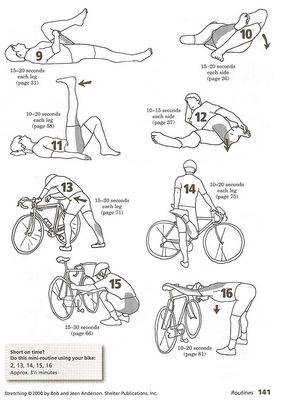 9
15–20 seconds
each leg
(page 31)
10
15–20 seconds
each side
(page 26)
10–20 seconds
each leg
(page 58)
11
10–15 seconds
each side
(page 37)
12
13
15–30 seconds
each leg
(page 71)
14
10–20 seconds
each leg
(page 75)
15
15–30 seconds
(page 66)
16
10–20 seconds
(page 81)
Short on time?
Do this mini-routine using your bike:
2, 13, 14, 15, 16
Approx. 3½ minutes
Stretching ©2000 by Bob and Jean Anderson. Shelter Publications, Inc.
Routines 141